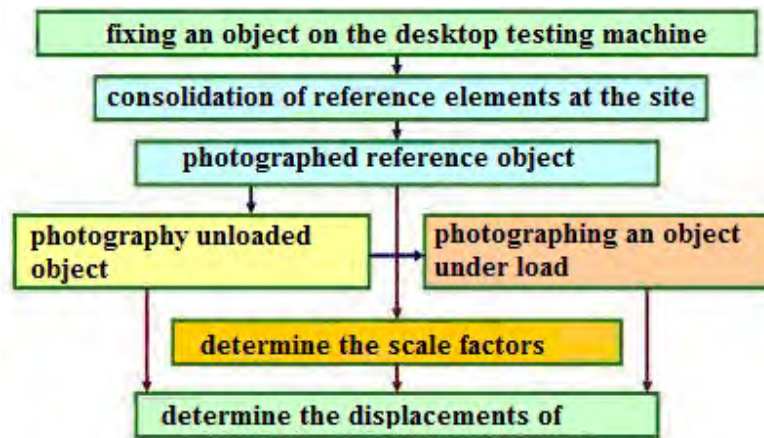 fixing an object on the desktop testing machine
consolidation of reference elements at the site
photographed reference object
photography unloaded
object
photographing an object
under load
determine the scale factors
determine the displacements of